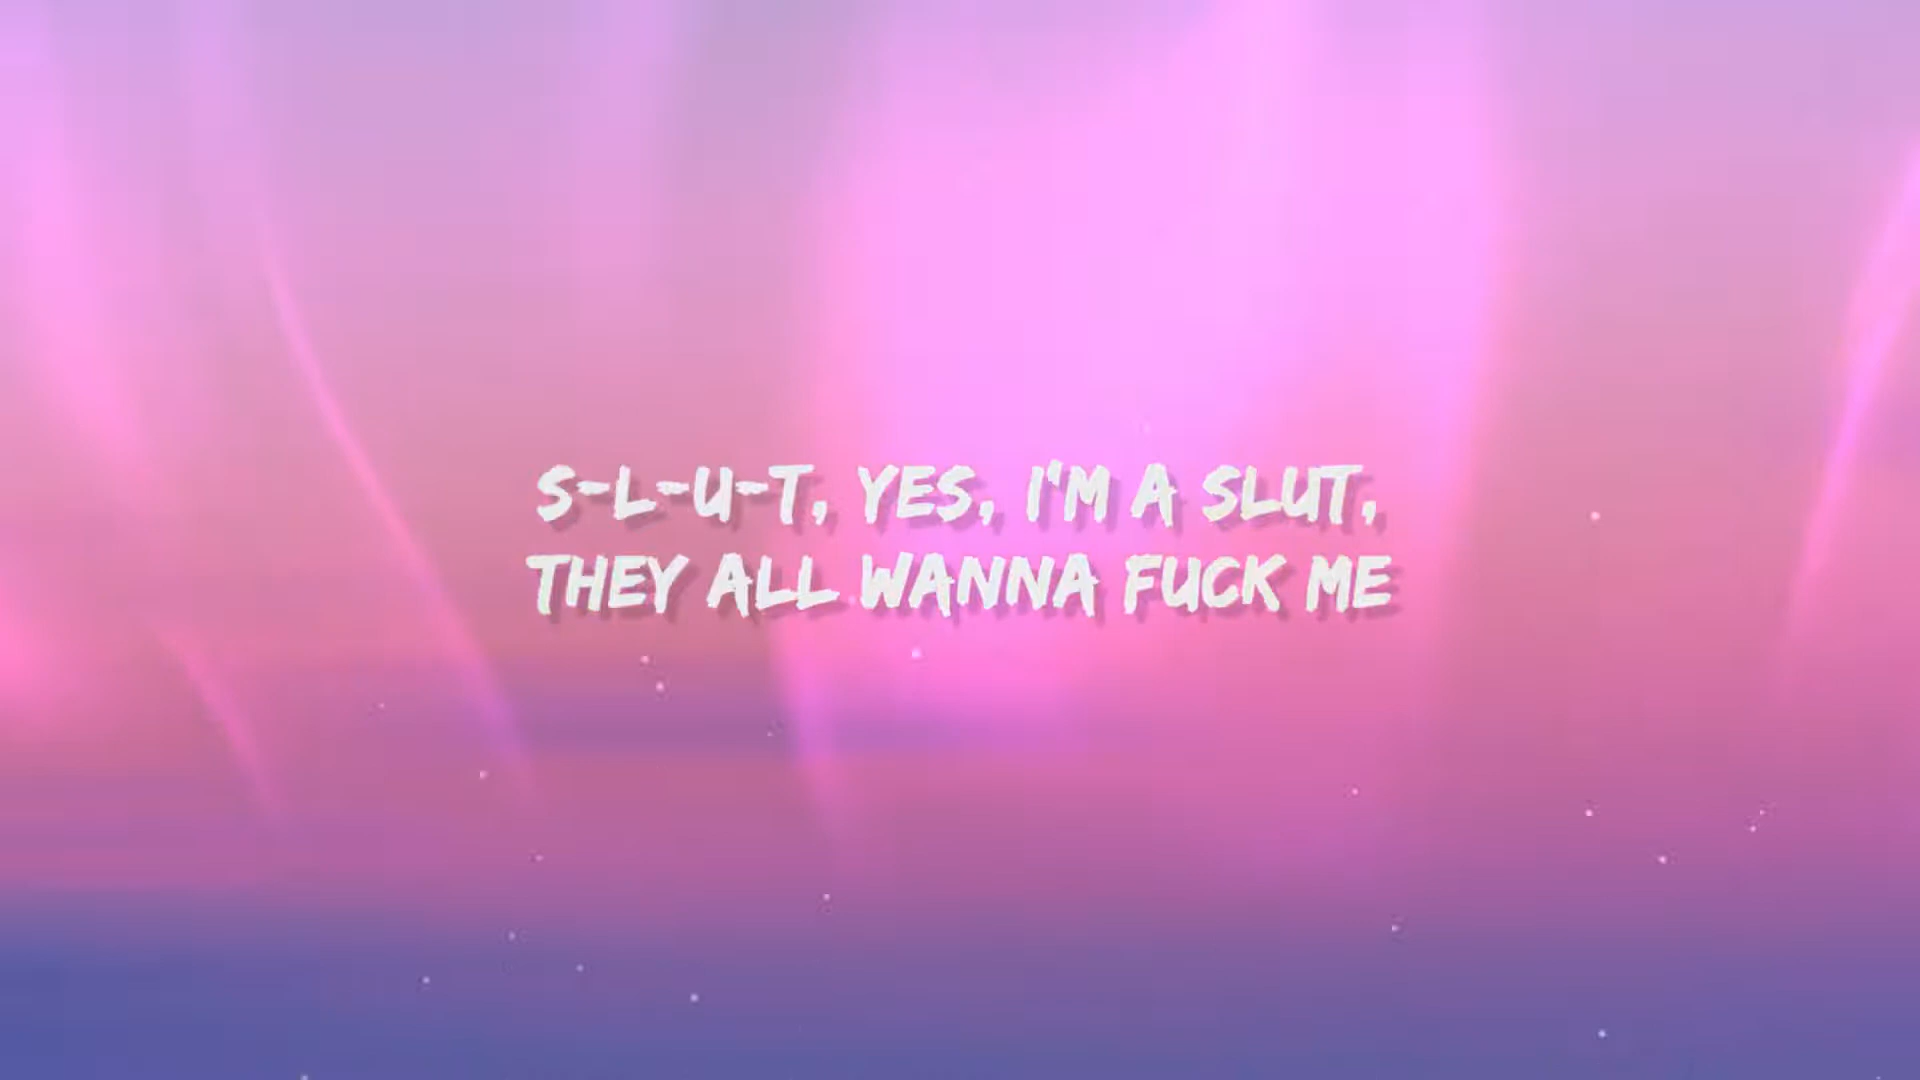 S-L-U-T, YES, I'M A SLUT,
THEY ALL WANNA FUCK ME